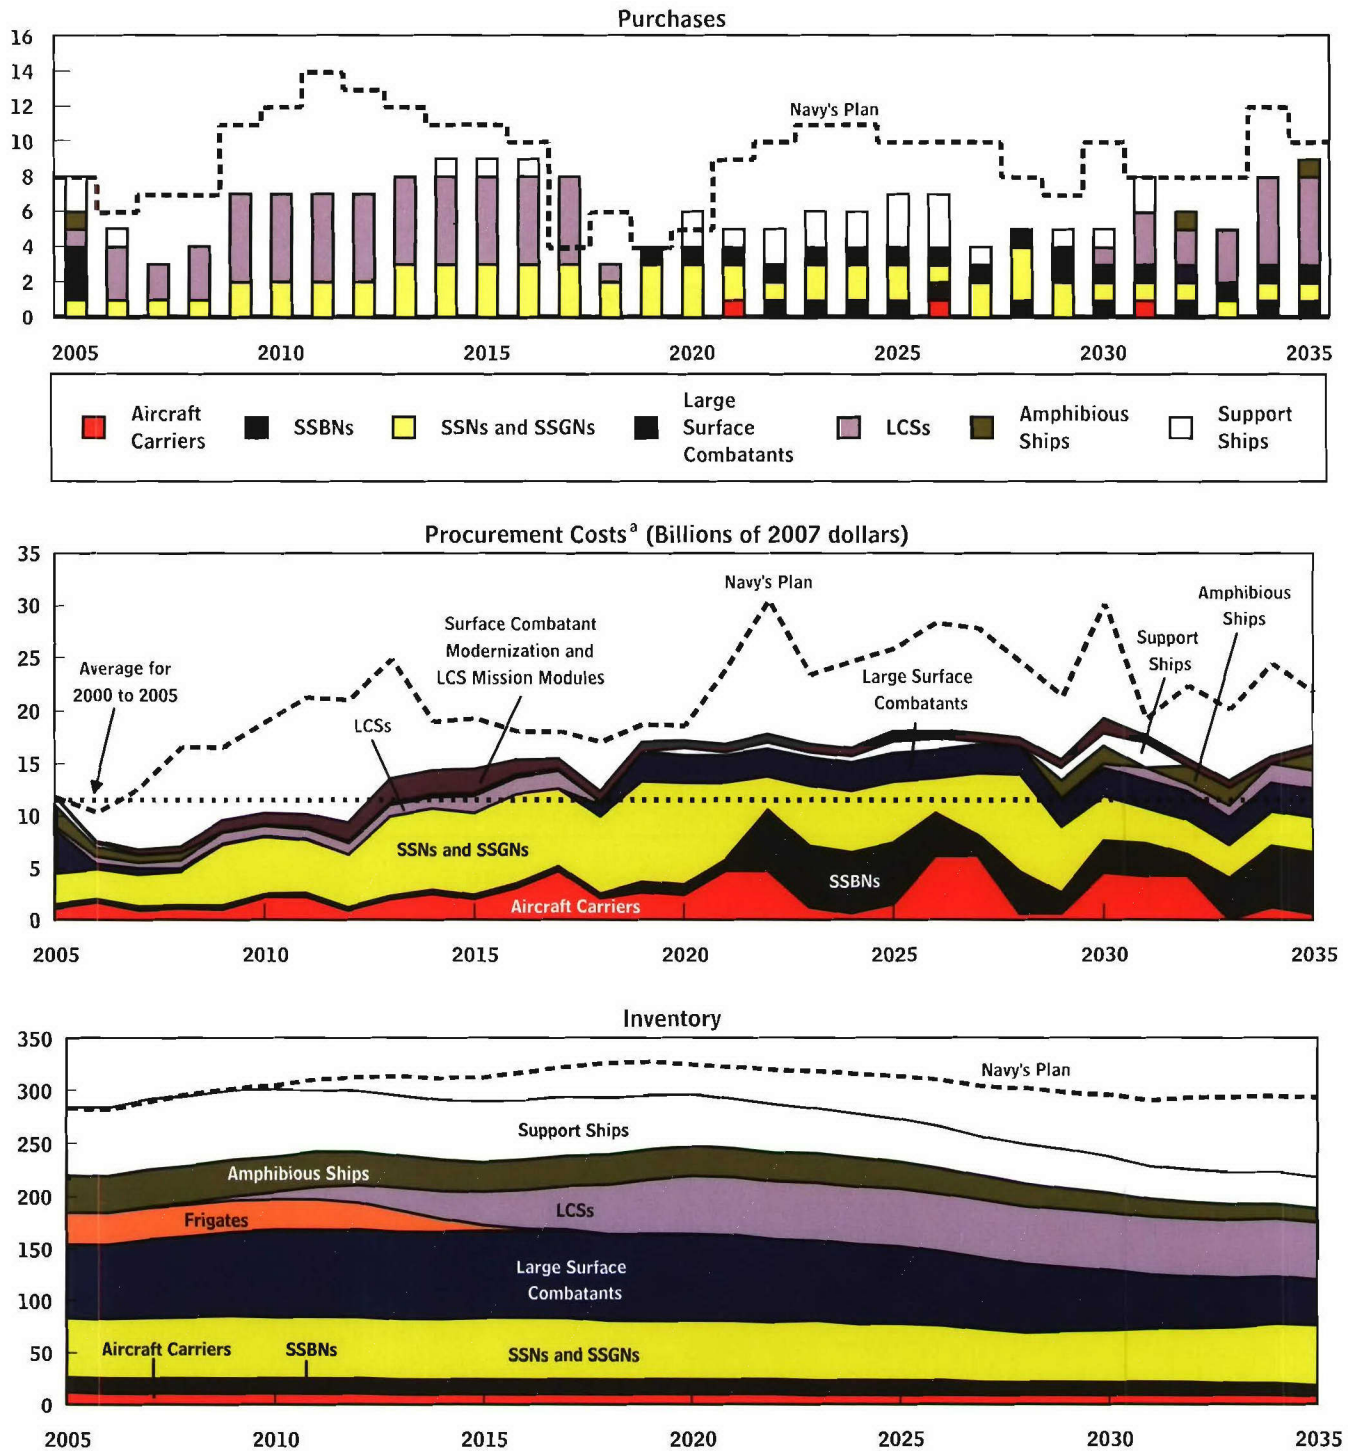 Purchases
16
14
12
10
8
6
4
2
0
Navy's Plan
2005 2010 2015 2020 2025 2030 2035
Aircraft
Carriers
SSBNs
SSNs and SSGNs
Large
Surface
Combatants
LCSs
Amphibious
Ships
Support
Ships
Procurement Costsa (Billions of 2007 dollars)
35
30
25
20
15
10
5
0
Average for
2000 to 2005
LCSs
Surface Combatant
Modernization and
LCS Mission Modules
Navy's Plan
Large Surface
Combatants
Support
Ships
Amphibious
Ships
SSNs and SSGNs
SSBNs
Aircraft Carriers
2005 2010 2015 2020 2025 2030 2035
Inventory
350
300
250
200
150
100
50
0
Navy's Plan
Support Ships
Amphibious Ships
LCSs
Frigates
Large Surface
Combatants
Aircraft Carriers
SSBNs
SSNs and SSGNs
2005 2010 2015 2020 2025 2030 2035